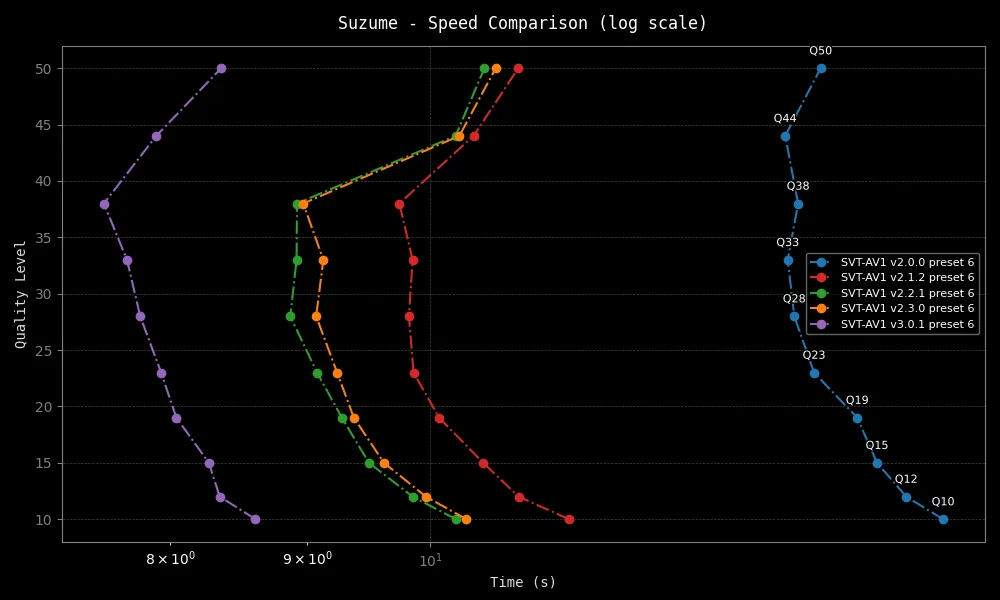 Suzume - Speed Comparison (log scale)
Quality Level
50
45
40
35
30
25
20
15
10
Q50
Q44
Q38
Q33
Q28
Q23
Q19
Q15
Q12
Q10
SVT-AV1 v2.0.0 preset 6
SVT-AV1 v2.1.2 preset 6
SVT-AV1 v2.2.1 preset 6
SVT-AV1 v2.3.0 preset 6
SVT-AV1 v3.0.1 preset 6
8 × 10⁰
9 × 10⁰
10¹
Time (s)